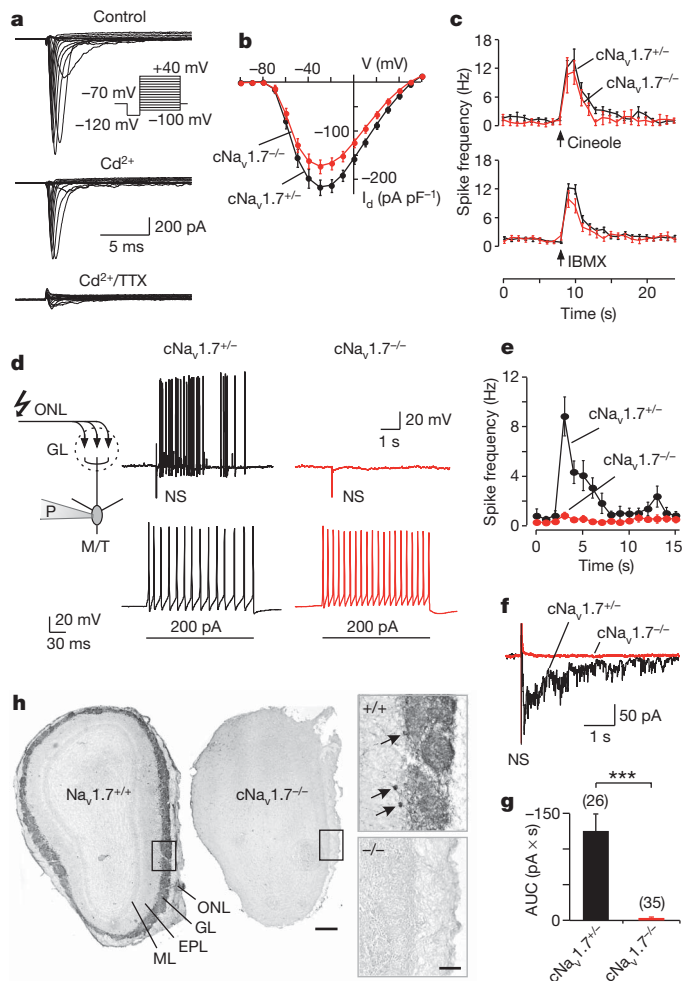 a
Control
+40 mV
−70 mV
−120 mV
−100 mV
Cd2+
200 pA
5 ms
Cd2+/TTX
b
V (mV)
−80
−40
−100
−200
cNav1.7−/−
cNav1.7+/−
Id (pA pF−1)
c
Spike frequency (Hz)
18
12
6
0
cNav1.7+/−
cNav1.7−/−
Cineole
18
12
6
0
IBMX
0
10
20
Time (s)
d
cNav1.7+/−
cNav1.7−/−
ONL
GL
P
M/T
20 mV
1 s
NS
NS
20 mV
30 ms
200 pA
200 pA
e
Spike frequency (Hz)
12
8
4
0
cNav1.7+/−
cNav1.7−/−
0
5
10
15
Time (s)
f
cNav1.7+/−
cNav1.7−/−
50 pA
1 s
NS
g
***
AUC (pA × s)
−150
0
(26)
(35)
cNav1.7+/−
cNav1.7−/−
h
Nav1.7+/+
cNav1.7−/−
ONL
GL
EPL
ML
+/+
−/−